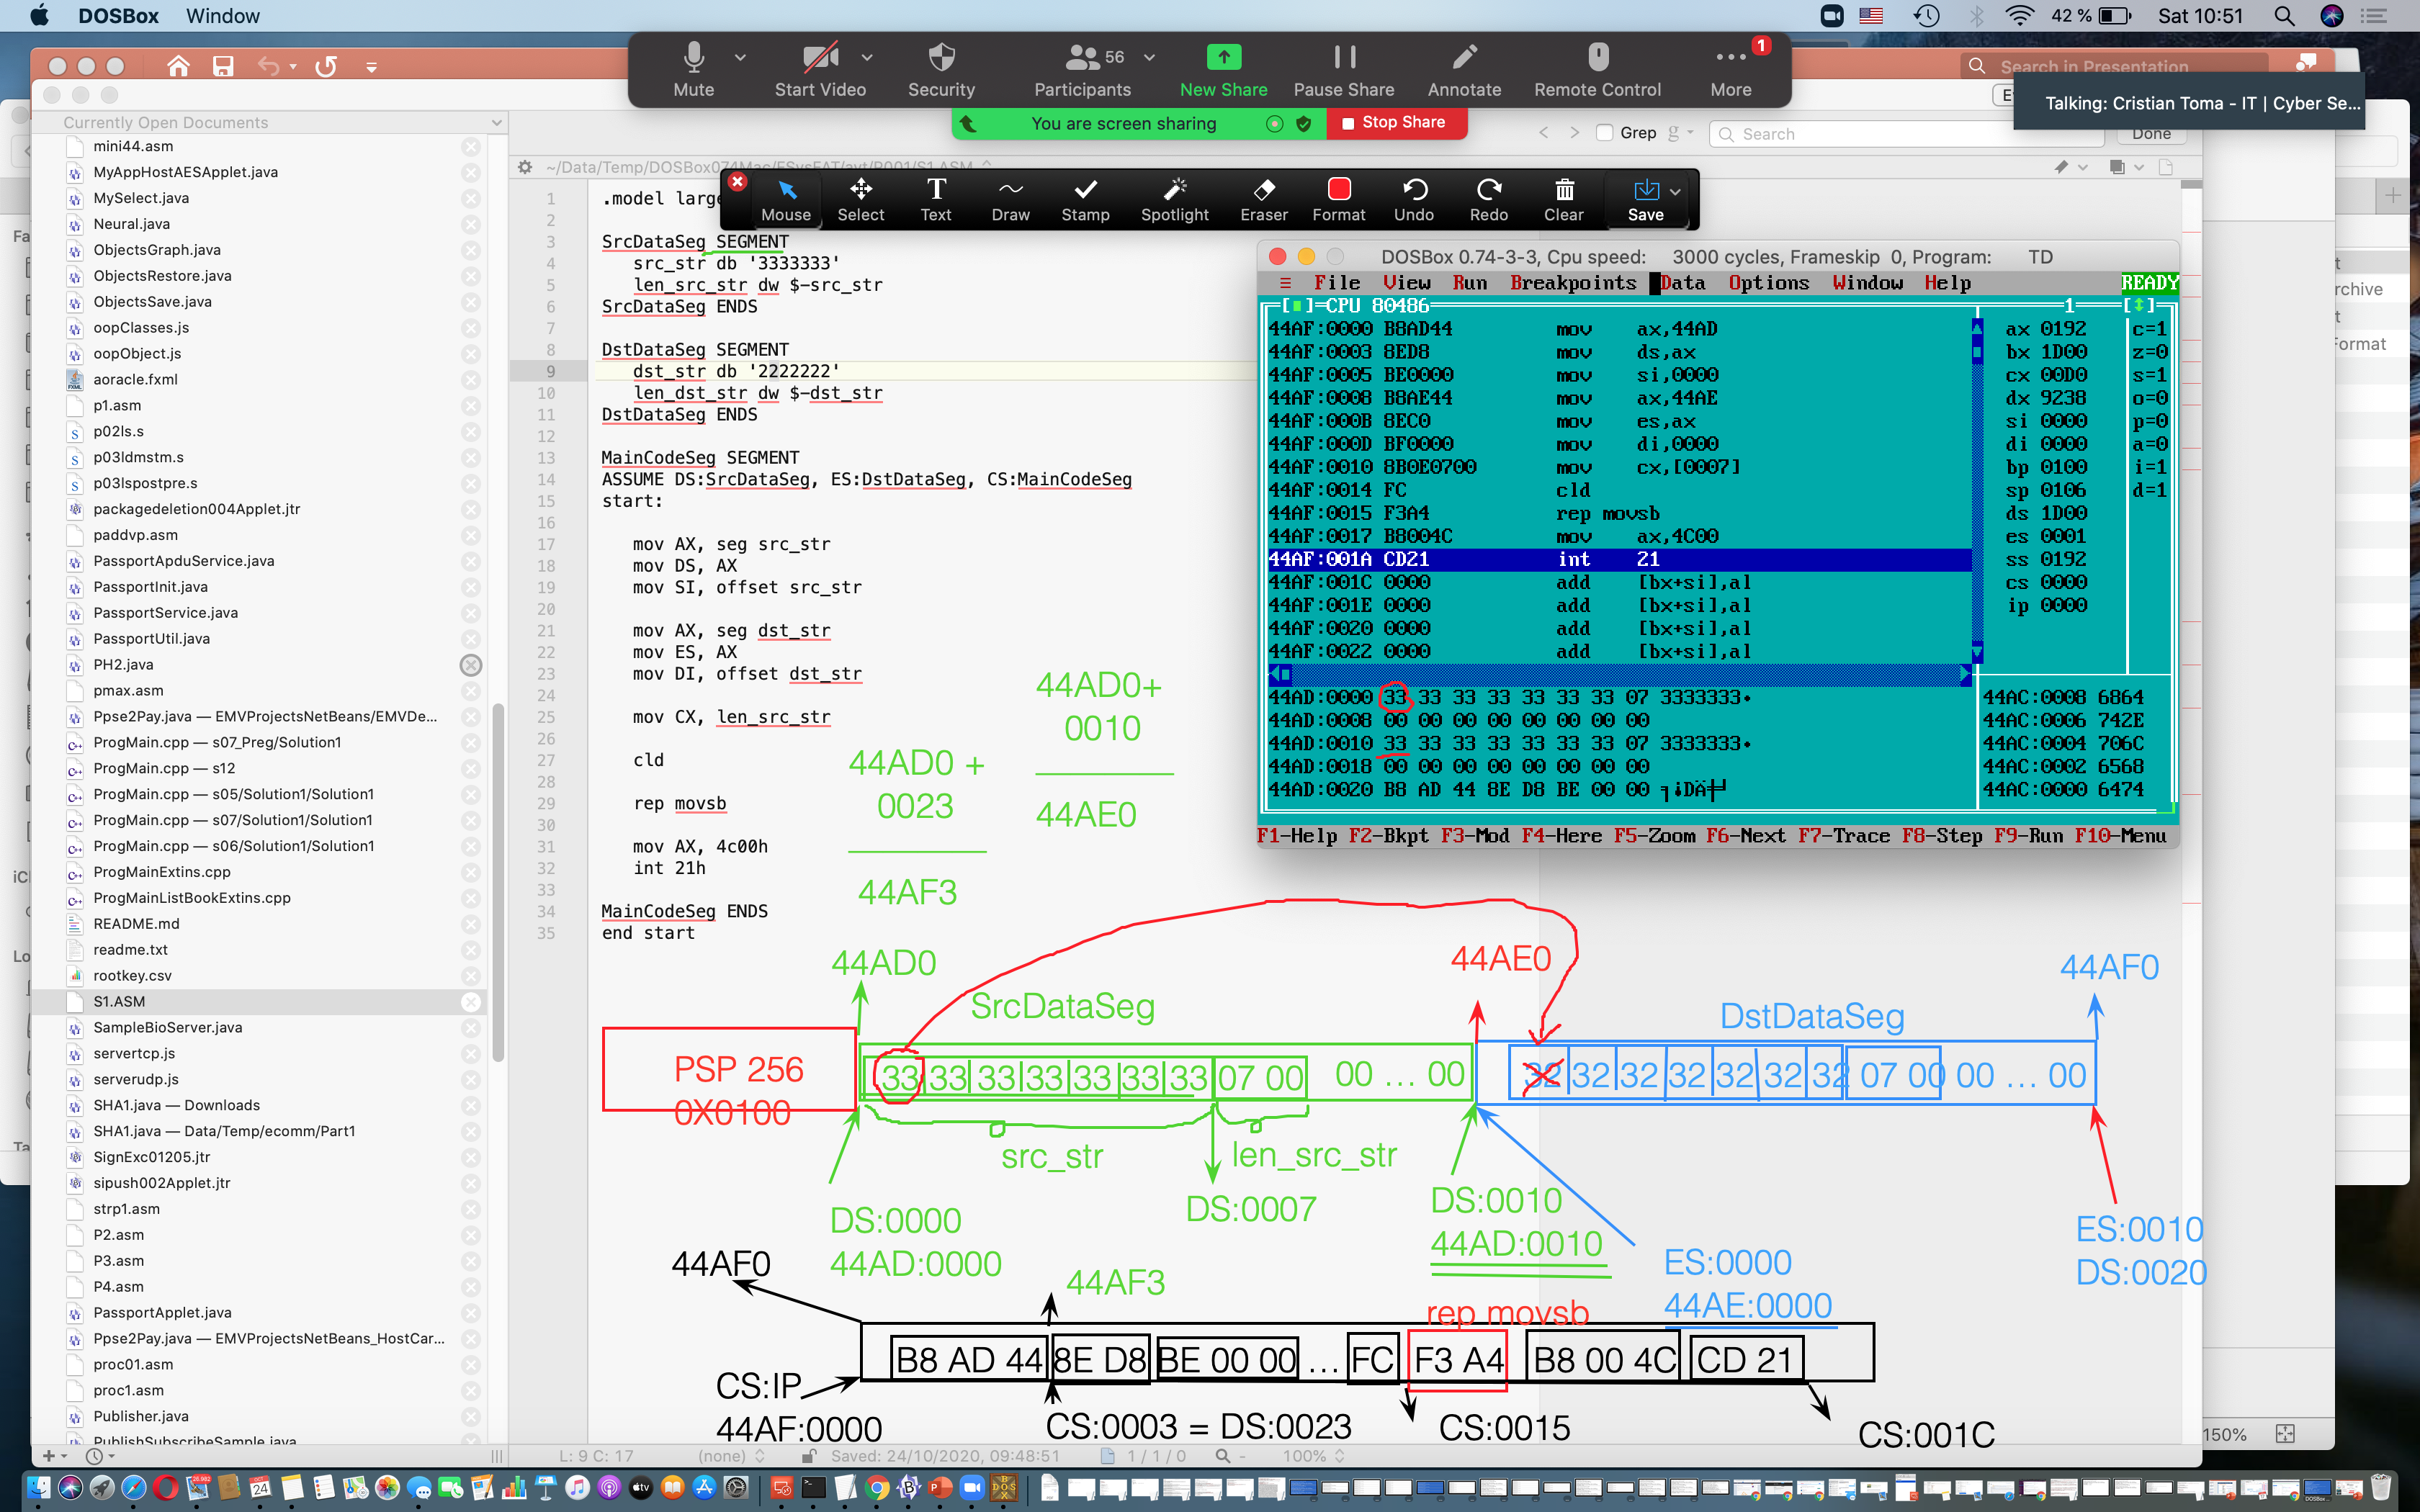 DOSBox Window
42 % Sat 10:51
Mute Start Video Security Participants 56 New Share Pause Share Annotate Remote Control More 1
Search in Presentation
Talking: Cristian Toma - IT | Cyber Se...
You are screen sharing Stop Share
Grep Search Done
Mouse Select Text Draw Stamp Spotlight Eraser Format Undo Redo Clear Save
Currently Open Documents
mini44.asm
MyAppHostAESApplet.java
MySelect.java
Neural.java
ObjectsGraph.java
ObjectsRestore.java
ObjectsSave.java
oopClasses.js
oopObject.js
aoracle.fxml
p1.asm
p02ls.s
p03ldmstm.s
p03lspostpre.s
packagedeletion004Applet.jtr
paddvp.asm
PassportApduService.java
PassportInit.java
PassportService.java
PassportUtil.java
PH2.java
pmax.asm
Ppse2Pay.java — EMVProjectsNetBeans/EMVDe...
ProgMain.cpp — s07_Preg/Solution1
ProgMain.cpp — s12
ProgMain.cpp — s05/Solution1/Solution1
ProgMain.cpp — s07/Solution1/Solution1
ProgMain.cpp — s06/Solution1/Solution1
ProgMainExtins.cpp
ProgMainListBookExtins.cpp
README.md
readme.txt
rootkey.csv
S1.ASM
SampleBioServer.java
servertcp.js
serverudp.js
SHA1.java — Downloads
SHA1.java — Data/Temp/ecomm/Part1
SignExc01205.jtr
sipush002Applet.jtr
strp1.asm
P2.asm
P3.asm
P4.asm
PassportApplet.java
Ppse2Pay.java — EMVProjectsNetBeans_HostCar...
proc01.asm
proc1.asm
Publisher.java
PublishSubscribeSample.java
1 .model large
2
3 SrcDataSeg SEGMENT
4 src_str db '3333333'
5 len_src_str dw $-src_str
6 SrcDataSeg ENDS
7
8 DstDataSeg SEGMENT
9 dst_str db '2222222'
10 len_dst_str dw $-dst_str
11 DstDataSeg ENDS
12
13 MainCodeSeg SEGMENT
14 ASSUME DS:SrcDataSeg, ES:DstDataSeg, CS:MainCodeSeg
15 start:
16
17 mov AX, seg src_str
18 mov DS, AX
19 mov SI, offset src_str
20
21 mov AX, seg dst_str
22 mov ES, AX
23 mov DI, offset dst_str
24
25 mov CX, len_src_str
26
27 cld
28
29 rep movsb
30
31 mov AX, 4c00h
32 int 21h
33
34 MainCodeSeg ENDS
35 end start
DOSBox 0.74-3-3, Cpu speed: 3000 cycles, Frameskip 0, Program: TD
File View Run Breakpoints Data Options Window Help READY
CPU 80486 1
44AF:0000 B8AD44 mov ax,44AD ax 0192 c=1
44AF:0003 8ED8 mov ds,ax bx 1D00 z=0
44AF:0005 BE0000 mov si,0000 cx 00D0 s=1
44AF:0008 B8AE44 mov ax,44AE dx 9238 o=0
44AF:000B 8EC0 mov es,ax si 0000 p=0
44AF:000D BF0000 mov di,0000 di 0000 a=0
44AF:0010 8B0E0700 mov cx,[0007] bp 0100 i=1
44AF:0014 FC cld sp 0106 d=1
44AF:0015 F3A4 rep movsb ds 1D00
44AF:0017 B8004C mov ax,4C00 es 0001
44AF:001A CD21 int 21 ss 0192
44AF:001C 0000 add [bx+si],al cs 0000
44AF:001E 0000 add [bx+si],al ip 0000
44AF:0020 0000 add [bx+si],al
44AF:0022 0000 add [bx+si],al
44AD:0000 33 33 33 33 33 33 33 07 3333333• 44AC:0008 6864
44AD:0008 00 00 00 00 00 00 00 00 44AC:0006 742E
44AD:0010 33 33 33 33 33 33 33 07 3333333• 44AC:0004 706C
44AD:0018 00 00 00 00 00 00 00 00 44AC:0002 6568
44AD:0020 B8 AD 44 8E D8 BE 00 00 44AC:0000 6474
F1-Help F2-Bkpt F3-Mod F4-Here F5-Zoom F6-Next F7-Trace F8-Step F9-Run F10-Menu
44AD0+
0010
44AE0
44AD0 +
0023
44AF3
44AD0 44AE0 44AF0
SrcDataSeg DstDataSeg
PSP 256
0X0100
33 33 33 33 33 33 33 07 00 00 ... 00
32 32 32 32 32 32 32 07 00 00 ... 00
src_str len_src_str
DS:0000
44AD:0000
DS:0007
DS:0010
44AD:0010
ES:0000
44AE:0000
ES:0010
DS:0020
44AF0 44AF3 rep movsb
B8 AD 44 8E D8 BE 00 00 ... FC F3 A4 B8 00 4C CD 21
CS:IP
44AF:0000
CS:0003 = DS:0023 CS:0015 CS:001C
L: 9 C: 17 (none) Saved: 24/10/2020, 09:48:51 1 / 1 / 0 100% 150%